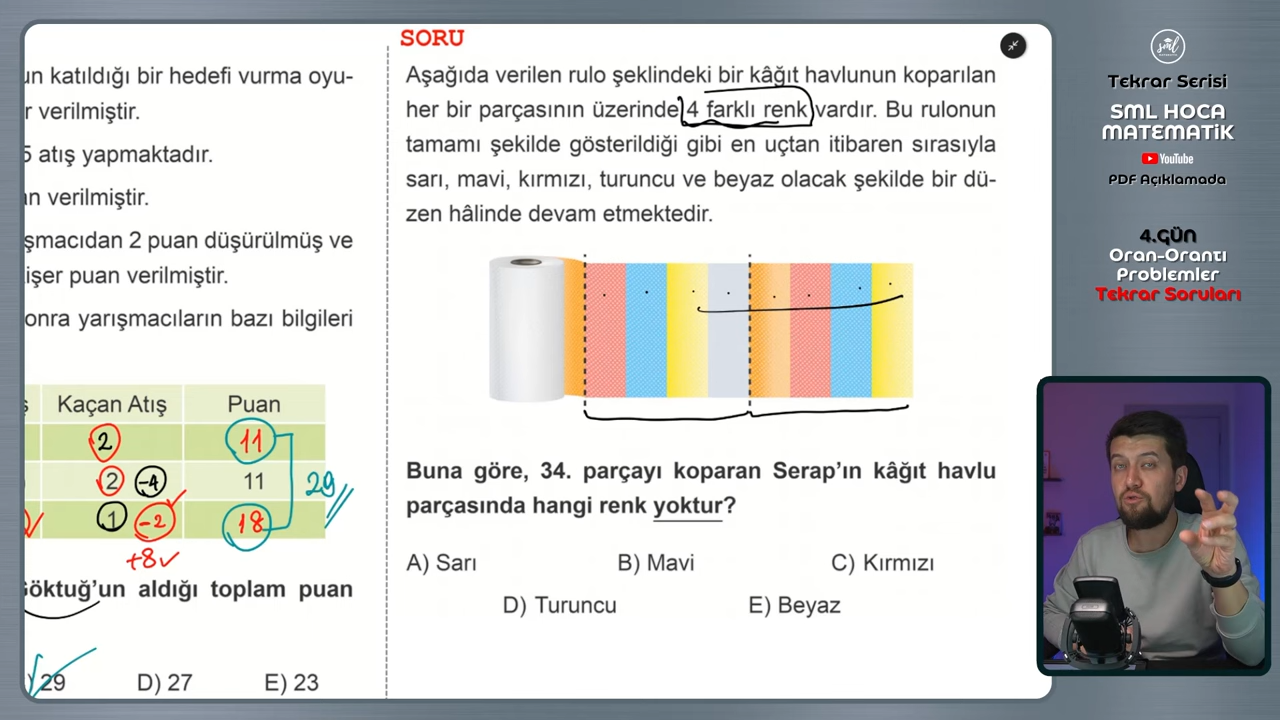 un katıldığı bir hedefi vurma oyu-
r verilmiştir.
5 atış yapmaktadır.
n verilmiştir.
şmacıdan 2 puan düşürülmüş ve
işer puan verilmiştir.
onra yarışmacıların bazı bilgileri
Kaçan Atış Puan
2 11
2 -4 11
1 -2 18
29
+8
Göktuğ’un aldığı toplam puan
29 D) 27 E) 23
SORU
Aşağıda verilen rulo şeklindeki bir kâğıt havlunun koparılan
her bir parçasının üzerinde 4 farklı renk vardır. Bu rulonun
tamamı şekilde gösterildiği gibi en uçtan itibaren sırasıyla
sarı, mavi, kırmızı, turuncu ve beyaz olacak şekilde bir dü-
zen hâlinde devam etmektedir.
Buna göre, 34. parçayı koparan Serap’ın kâğıt havlu
parçasında hangi renk yoktur?
A) Sarı B) Mavi C) Kırmızı
D) Turuncu E) Beyaz
sml
Tekrar Serisi
SML HOCA
MATEMATİK
YouTube
PDF Açıklamada
4.GÜN
Oran-Orantı
Problemler
Tekrar Soruları